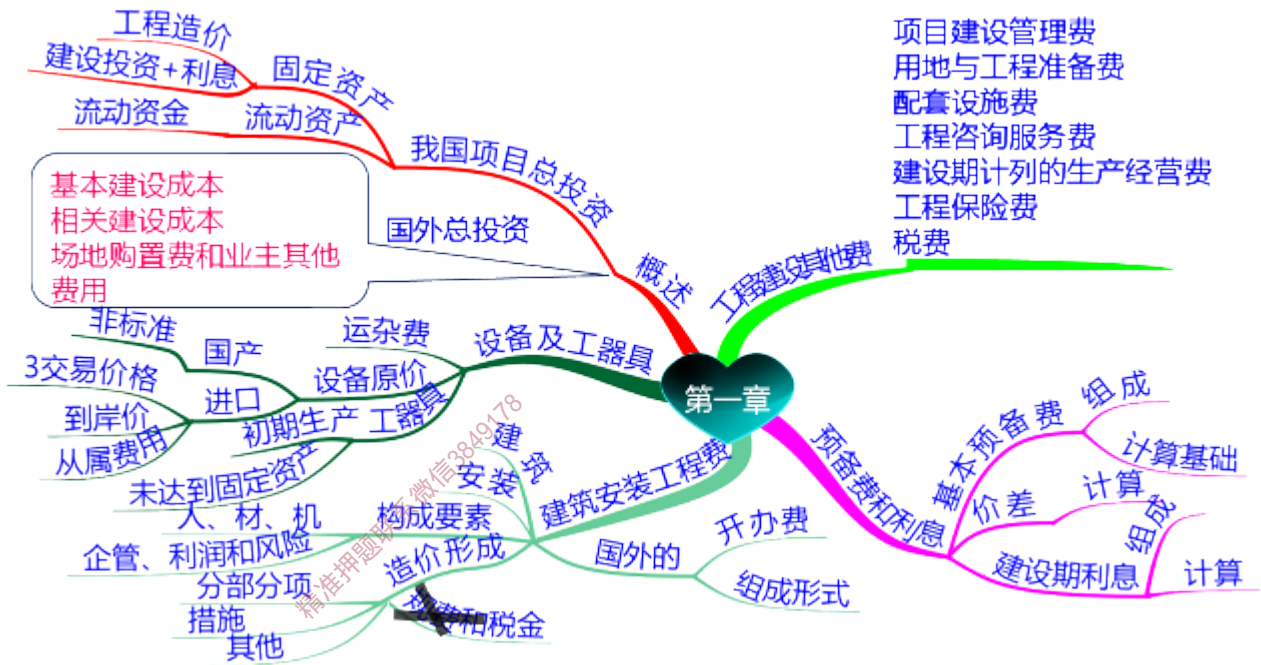 工程造价
建设投资+利息
固定资产
流动资金
流动资产
我国项目总投资
基本建设成本
相关建设成本
场地购置费和业主其他
费用
国外总投资
概述
项目建设管理费
用地与工程准备费
配套设施费
工程咨询服务费
建设期计列的生产经营费
工程保险费
税费
工程建设其他费
非标准
国产
3交易价格
到岸价
进口
从属费用
运杂费
设备原价
设备及工器具
初期生产 工器具
未达到固定资产
第一章
建筑
安装
建筑安装工程费
人、材、机
构成要素
企管、利润和风险
造价形成
分部分项
措施
其他
费和税金
国外的
开办费
组成形式
预备费和利息
基本预备费
组成
计算基础
价差
计算
建设期利息
组成
计算
精准押题联系微信3849178